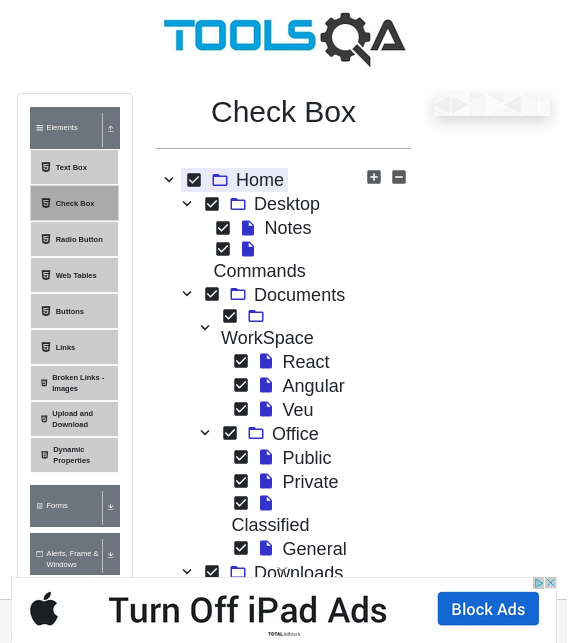 TOOLSQA
Check Box
Elements
Text Box
Check Box
Radio Button
Web Tables
Buttons
Links
Broken Links -
Images
Upload and
Download
Dynamic
Properties
Forms
Alerts, Frame &
Windows
Home
Desktop
Notes
Commands
Documents
WorkSpace
React
Angular
Veu
Office
Public
Private
Classified
General
Downloads
Turn Off iPad Ads
Block Ads
TOTAL Adblock